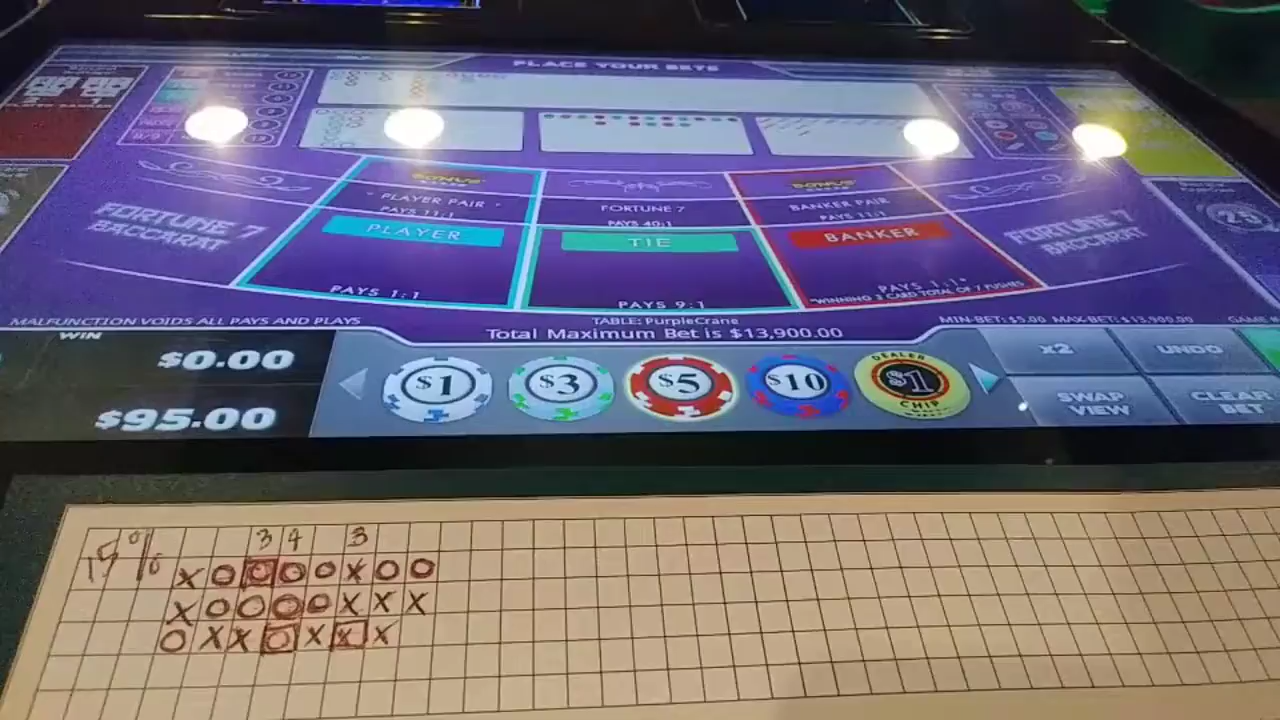 PLACE YOUR BETS
BONUS
BONUS
PLAYER PAIR
PAYS 11:1
FORTUNE 7
PAYS 40:1
BANKER PAIR
PAYS 11:1
FORTUNE 7
BACCARAT
PLAYER
TIE
BANKER
FORTUNE 7
BACCARAT
PAYS 1:1
PAYS 9:1
PAYS 1:1*
*WINNING 3 CARD TOTAL OF 7 PUSHES
MALFUNCTION VOIDS ALL PAYS AND PLAYS
TABLE: PurpleCrane
MIN-BET: $5.00 MAX-BET: $13,900.00
Total Maximum Bet is $13,900.00
WIN
$0.00
$95.00
$1
$3
$5
$10
DEALER
$1
CHIP
x2
UNDO
SWAP
VIEW
CLEAR
BET
15% 3 4 3
X O O O O X O O
X O O O O X X X
O X X O X X X